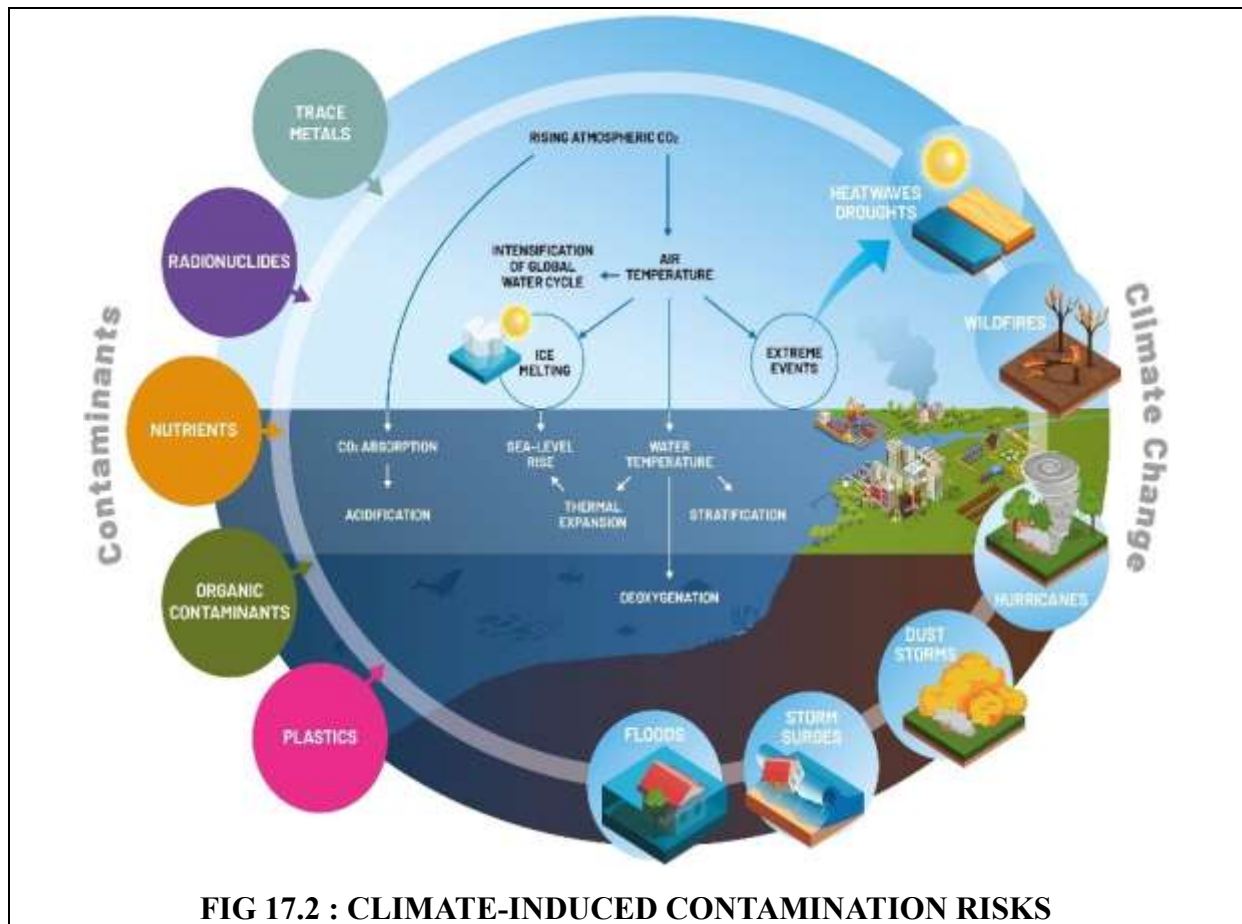 TRACE
METALS
RADIONUCLIDES
NUTRIENTS
ORGANIC
CONTAMINANTS
PLASTICS
Contaminants
RISING ATMOSPHERIC CO₂
INTENSIFICATION
OF GLOBAL
WATER CYCLE
AIR
TEMPERATURE
ICE
MELTING
EXTREME
EVENTS
CO₂ ABSORPTION
SEA-LEVEL
RISE
WATER
TEMPERATURE
ACIDIFICATION
THERMAL
EXPANSION
STRATIFICATION
DEOXYGENATION
HEATWAVES
DROUGHTS
WILDFIRES
HURRICANES
DUST
STORMS
STORM
SURGES
FLOODS
Climate Change
FIG 17.2 : CLIMATE-INDUCED CONTAMINATION RISKS